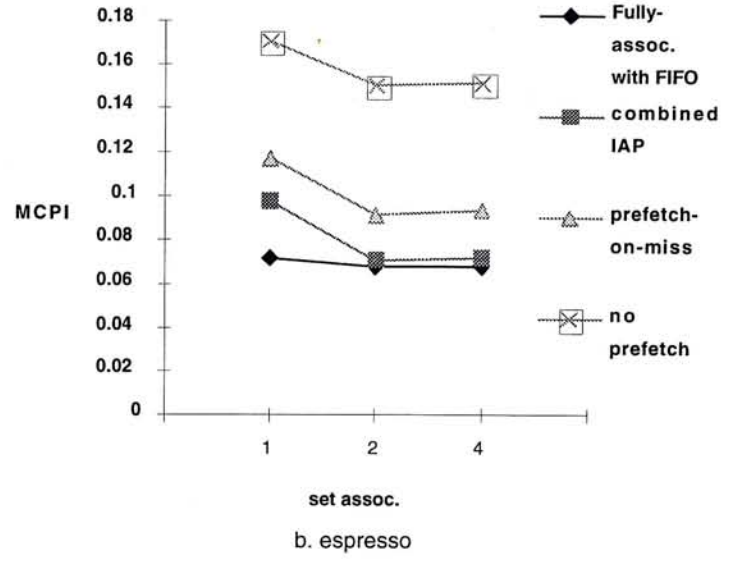 0.18
0.16
0.14
0.12
0.1
0.08
0.06
0.04
0.02
0
MCPI
1
2
4
set assoc.
Fully-
assoc.
with FIFO
combined
IAP
prefetch-
on-miss
no
prefetch
b. espresso